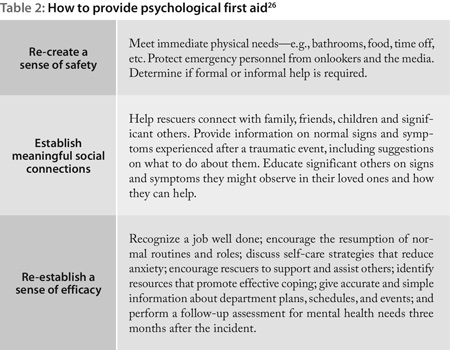 Table 2: How to provide psychological first aid26
Re-create a
sense of safety
Meet immediate physical needs—e.g., bathrooms, food, time off,
etc. Protect emergency personnel from onlookers and the media.
Determine if formal or informal help is required.
Establish
meaningful social
connections
Help rescuers connect with family, friends, children and signif-
icant others. Provide information on normal signs and symp-
toms experienced after a traumatic event, including suggestions
on what to do about them. Educate significant others on signs
and symptoms they might observe in their loved ones and how
they can help.
Re-establish a
sense of efficacy
Recognize a job well done; encourage the resumption of nor-
mal routines and roles; discuss self-care strategies that reduce
anxiety; encourage rescuers to support and assist others; identify
resources that promote effective coping; give accurate and simple
information about department plans, schedules, and events; and
perform a follow-up assessment for mental health needs three
months after the incident.